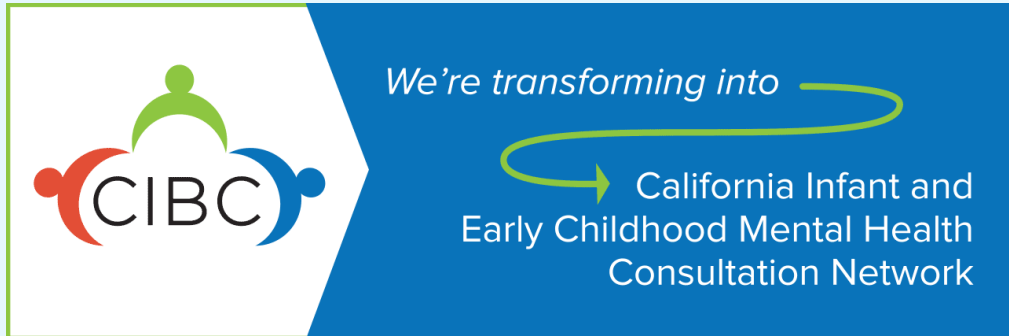 CIBC
We're transforming into
California Infant and
Early Childhood Mental Health
Consultation Network